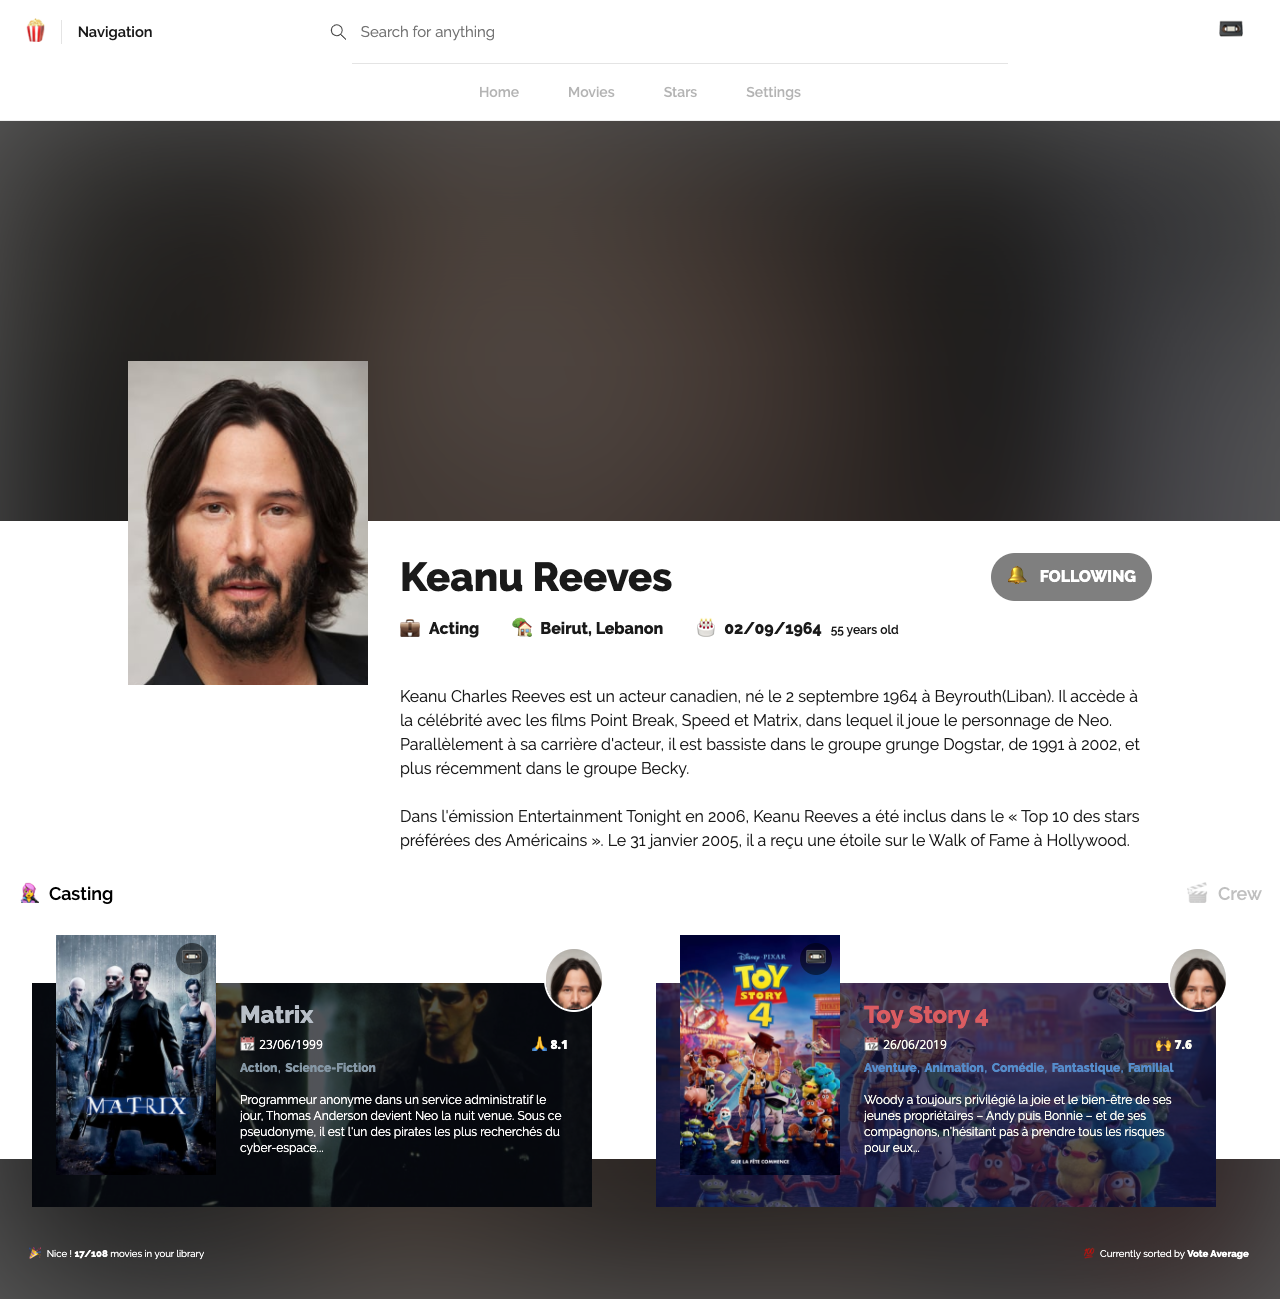 Navigation
Search for anything
Home Movies Stars Settings
Keanu Reeves
FOLLOWING
Acting Beirut, Lebanon 02/09/1964 55 years old
Keanu Charles Reeves est un acteur canadien, né le 2 septembre 1964 à Beyrouth(Liban). Il accède à
la célébrité avec les films Point Break, Speed et Matrix, dans lequel il joue le personnage de Neo.
Parallèlement à sa carrière d'acteur, il est bassiste dans le groupe grunge Dogstar, de 1991 à 2002, et
plus récemment dans le groupe Becky.
Dans l'émission Entertainment Tonight en 2006, Keanu Reeves a été inclus dans le « Top 10 des stars
préférées des Américains ». Le 31 janvier 2005, il a reçu une étoile sur le Walk of Fame à Hollywood.
Casting
Crew
MATRIX
Matrix
23/06/1999
8.1
Action, Science-Fiction
Programmeur anonyme dans un service administratif le
jour, Thomas Anderson devient Neo la nuit venue. Sous ce
pseudonyme, il est l'un des pirates les plus recherchés du
cyber-espace...
Disney PIXAR
TOY
STORY
4
QUE LA FÊTE COMMENCE
Toy Story 4
26/06/2019
7.6
Aventure, Animation, Comédie, Fantastique, Familial
Woody a toujours privilégié la joie et le bien-être de ses
jeunes propriétaires – Andy puis Bonnie – et de ses
compagnons, n'hésitant pas à prendre tous les risques
pour eux...
Nice ! 17/108 movies in your library
Currently sorted by Vote Average